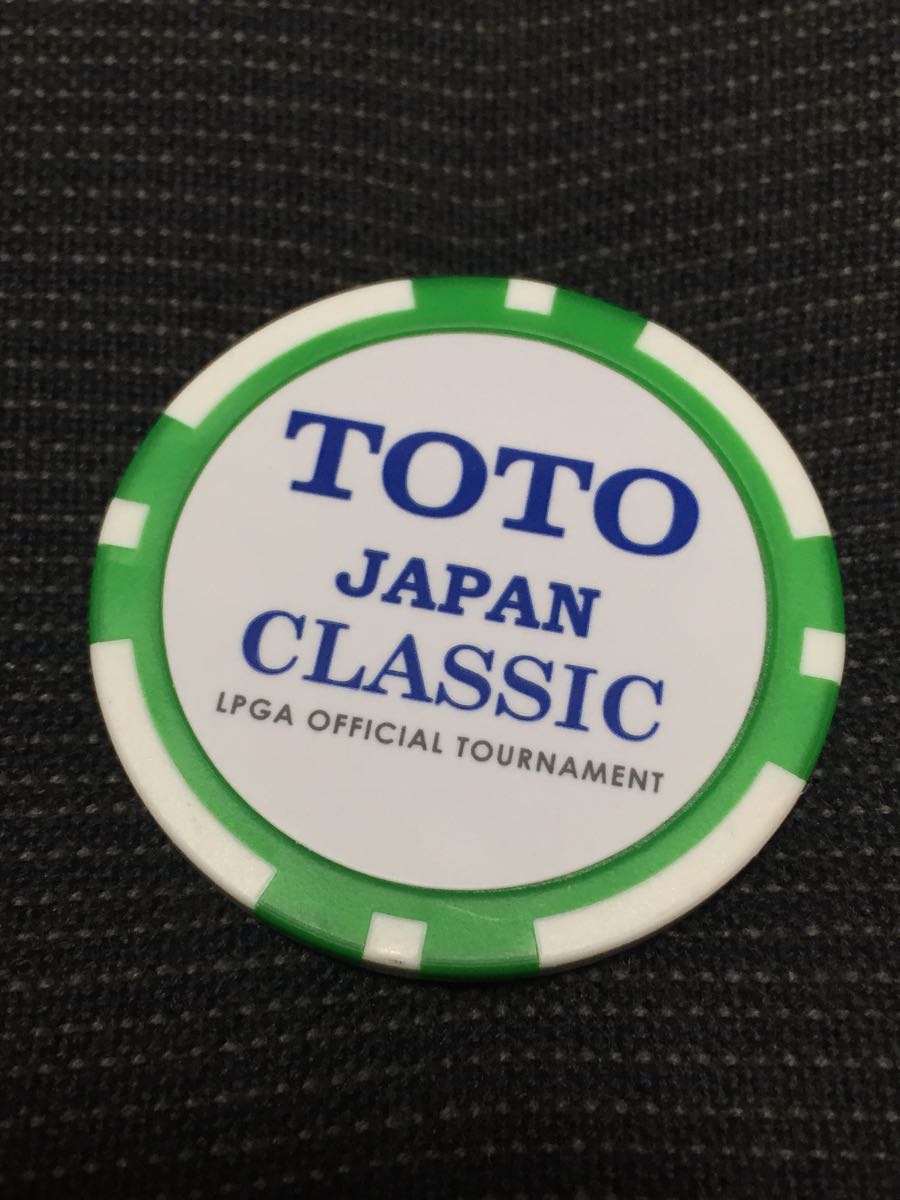 TOTO
JAPAN
CLASSIC
LPGA OFFICIAL TOURNAMENT